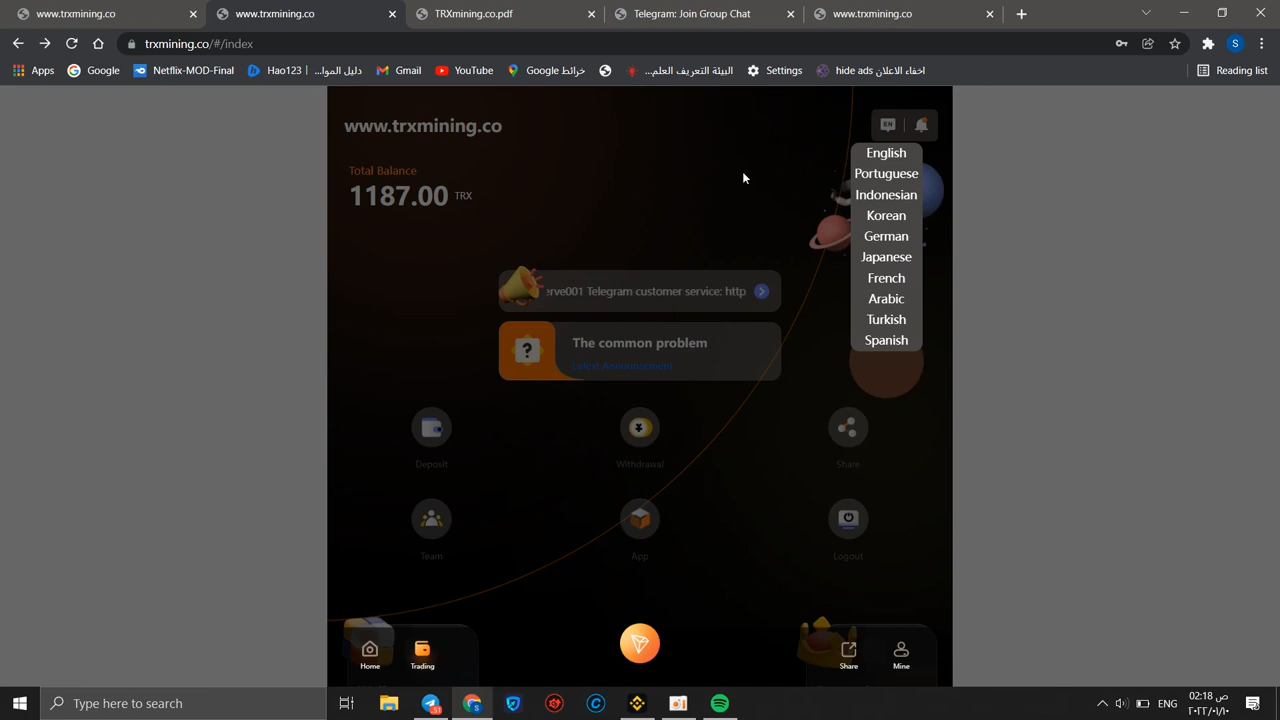 www.trxmining.co
www.trxmining.co
TRXmining.co.pdf
Telegram: Join Group Chat
www.trxmining.co
trxmining.co/#/index
S
Apps
Google
Netflix-MOD-Final
Hao123 | دليل الموا...
Gmail
YouTube
خرائط Google
البيئة التعريف العلم...
Settings
اخفاء الاعلان hide ads
Reading list
www.trxmining.co
EN
English
Portuguese
Indonesian
Korean
German
Japanese
French
Arabic
Turkish
Spanish
Total Balance
1187.00 TRX
erve001 Telegram customer service: http
?
The common problem
Latest Announcment
Deposit
Withdrawal
Share
Team
App
Logout
Home
Trading
Share
Mine
Type here to search
ENG
02:18 ص